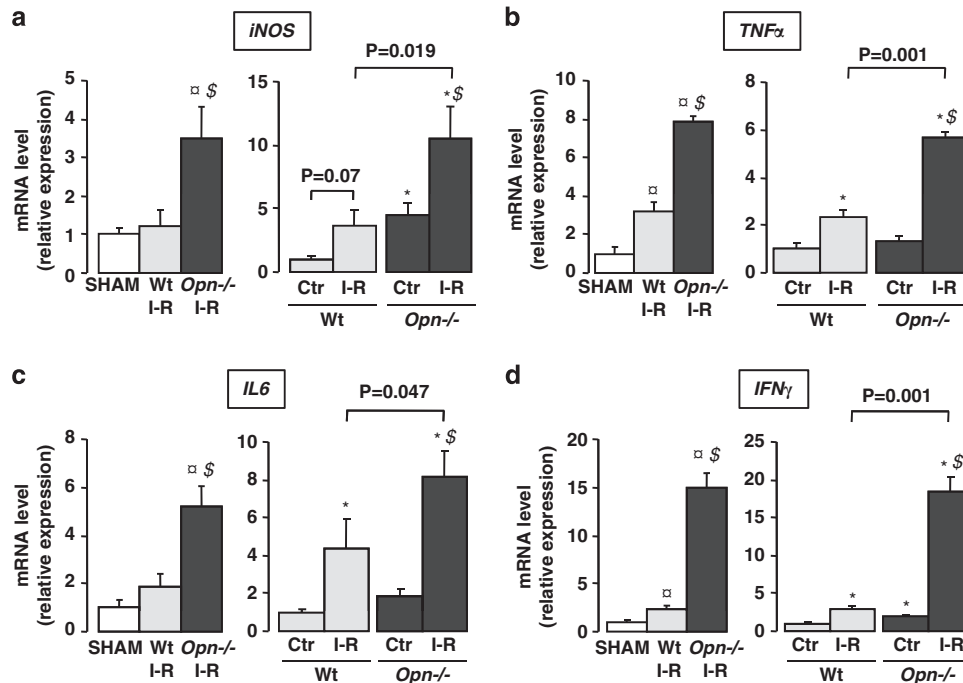 a
iNOS
P=0.019
mRNA level
(relative expression)
5
4
3
2
1
0
¤ $
SHAM Wt Opn-/-
I-R I-R
15
10
5
0
P=0.07
*
*$
Ctr I-R Ctr I-R
Wt Opn-/-
b
TNFα
P=0.001
mRNA level
(relative expression)
10
8
6
4
2
0
¤
¤ $
SHAM Wt Opn-/-
I-R I-R
8
6
4
2
0
*
* $
Ctr I-R Ctr I-R
Wt Opn-/-
c
IL6
P=0.047
mRNA level
(relative expression)
8
6
4
2
0
¤ $
SHAM Wt Opn-/-
I-R I-R
10
8
6
4
2
0
*
* $
Ctr I-R Ctr I-R
Wt Opn-/-
d
IFNγ
P=0.001
mRNA level
(relative expression)
20
15
10
5
0
¤
¤ $
SHAM Wt Opn-/-
I-R I-R
25
20
15
10
5
0
*
*
* $
Ctr I-R Ctr I-R
Wt Opn-/-